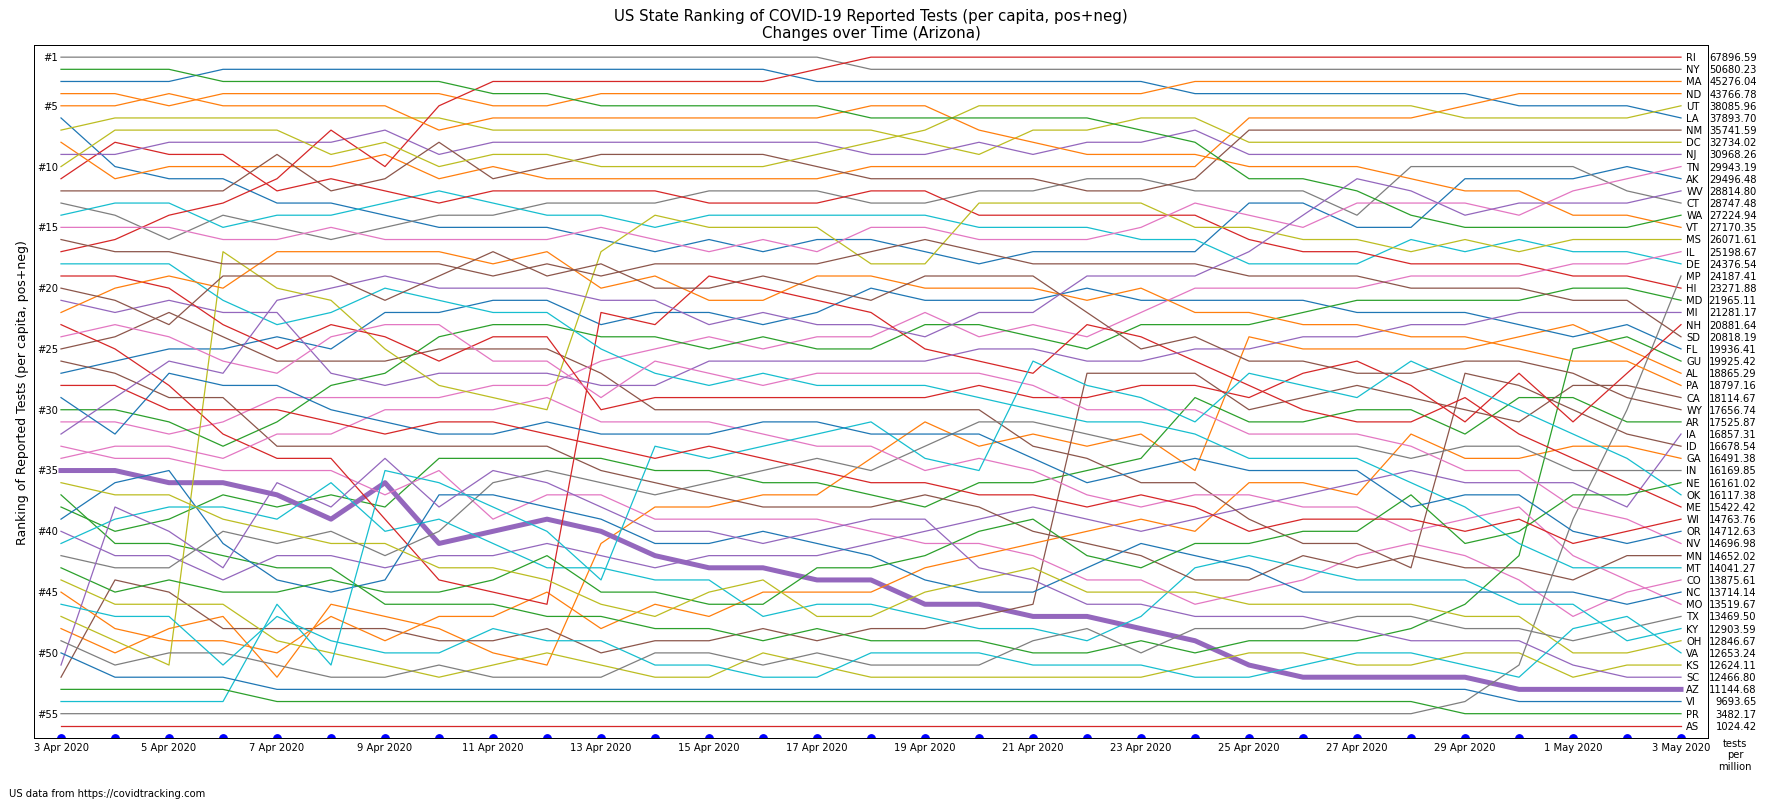 US State Ranking of COVID-19 Reported Tests (per capita, pos+neg)
Changes over Time (Arizona)
Ranking of Reported Tests (per capita, pos+neg)
#1
#5
#10
#15
#20
#25
#30
#35
#40
#45
#50
#55
RI 67896.59
NY 50680.23
MA 45276.04
ND 43766.78
UT 38085.96
LA 37893.70
NM 35741.59
DC 32734.02
NJ 30968.26
TN 29943.19
AK 29496.48
WV 28814.80
CT 28747.48
WA 27224.94
VT 27170.35
MS 26071.61
IL 25198.67
DE 24376.54
MP 24187.41
HI 23271.88
MD 21965.11
MI 21281.17
NH 20881.64
SD 20818.19
FL 19936.41
GU 19925.42
AL 18865.29
PA 18797.16
CA 18114.67
WY 17656.74
AR 17525.87
IA 16857.31
ID 16678.54
GA 16491.38
IN 16169.85
NE 16161.02
OK 16117.38
ME 15422.42
WI 14763.76
OR 14712.63
NV 14696.98
MN 14652.02
MT 14041.27
CO 13875.61
NC 13714.14
MO 13519.67
TX 13469.50
KY 12903.59
OH 12846.67
VA 12653.24
KS 12624.11
SC 12466.80
AZ 11144.68
VI 9693.65
PR 3482.17
AS 1024.42
3 Apr 2020 5 Apr 2020 7 Apr 2020 9 Apr 2020 11 Apr 2020 13 Apr 2020 15 Apr 2020 17 Apr 2020 19 Apr 2020 21 Apr 2020 23 Apr 2020 25 Apr 2020 27 Apr 2020 29 Apr 2020 1 May 2020 3 May 2020
tests
per
million
US data from https://covidtracking.com